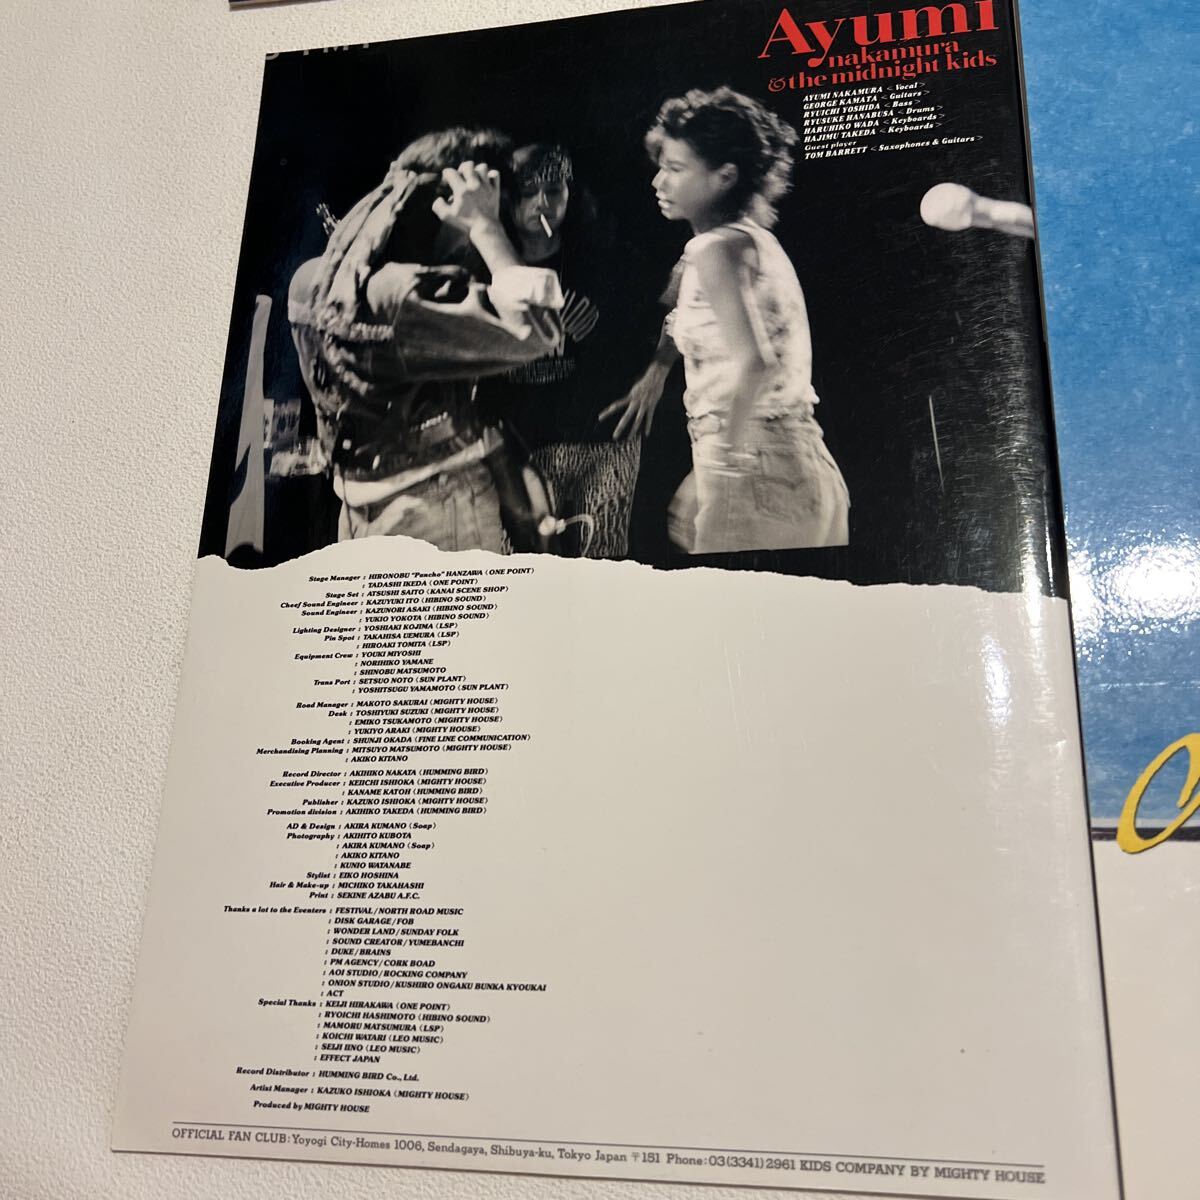 Ayumi
nakamura
& the midnight kids
AYUMI NAKAMURA < Vocal >
GEORGE KAMATA < Guitars >
RYUICHI YOSHIDA < Bass >
RYUSUKE HANABUSA < Drums >
HARUHIKO WADA < Keyboards >
HAJIMU TAKEDA < Keyboards >
Guest player
TOM BARRETT < Saxophones & Guitars >
Stage Manager : HIRONOBU "Pancho" HANZAWA (ONE POINT)
: TADASHI IKEDA (ONE POINT)
Stage Set : ATSUSHI SAITO (KANAI SCENE SHOP)
Cheef Sound Engineer : KAZUYUKI ITO (HIBINO SOUND)
Sound Engineer : KAZUNORI ASAKI (HIBINO SOUND)
: YUKIO YOKOTA (HIBINO SOUND)
Lighting Designer : YOSHIAKI KOJIMA (LSP)
Pin Spot : TAKAHISA UEMURA (LSP)
: HIROAKI TOMITA (LSP)
Equipment Crew : YOUKI MIYOSHI
: NORIHIKO YAMANE
: SHINOBU MATSUMOTO
Trans Port : SETSUO NOTO (SUN PLANT)
: YOSHITSUGU YAMAMOTO (SUN PLANT)
Road Manager : MAKOTO SAKURAI (MIGHTY HOUSE)
Desk : TOSHIYUKI SUZUKI (MIGHTY HOUSE)
: EMIKO TSUKAMOTO (MIGHTY HOUSE)
: YUKIYO ARAKI (MIGHTY HOUSE)
Booking Agent : SHUNJI OKADA (FINE LINE COMMUNICATION)
Merchandising Planning : MITSUYO MATSUMOTO (MIGHTY HOUSE)
: AKIKO KITANO
Record Director : AKIHIKO NAKATA (HUMMING BIRD)
Executive Producer : KEIICHI ISHIOKA (MIGHTY HOUSE)
: KANAME KATOH (HUMMING BIRD)
Publisher : KAZUKO ISHIOKA (MIGHTY HOUSE)
Promotion division : AKIHIKO TAKEDA (HUMMING BIRD)
AD & Design : AKIRA KUMANO (Soap)
Photography : AKIHITO KUBOTA
: AKIRA KUMANO (Soap)
: AKIKO KITANO
: KUNIO WATANABE
Stylist : EIKO HOSHINA
Hair & Make-up : MICHIKO TAKAHASHI
Print : SEKINE AZABU A.F.C.
Thanks a lot to the Eventers : FESTIVAL/NORTH ROAD MUSIC
: DISK GARAGE/FOB
: WONDER LAND/SUNDAY FOLK
: SOUND CREATOR/YUMEBANCHI
: DUKE/BRAINS
: PM AGENCY/CORK BOAD
: AOI STUDIO/ROCKING COMPANY
: ONION STUDIO/KUSHIRO ONGAKU BUNKA KYOUKAI
: ACT
Special Thanks : KEIJI HIRAKAWA (ONE POINT)
: RYOICHI HASHIMOTO (HIBINO SOUND)
: MAMORU MATSUMURA (LSP)
: KOICHI WATARI (LEO MUSIC)
: SEIJI IINO (LEO MUSIC)
: EFFECT JAPAN
Record Distributor : HUMMING BIRD Co., Ltd.
Artist Manager : KAZUKO ISHIOKA (MIGHTY HOUSE)
Produced by MIGHTY HOUSE
OFFICIAL FAN CLUB: Yoyogi City-Homes 1006, Sendagaya, Shibuya-ku, Tokyo Japan 〒151 Phone: 03(3341)2961 KIDS COMPANY BY MIGHTY HOUSE